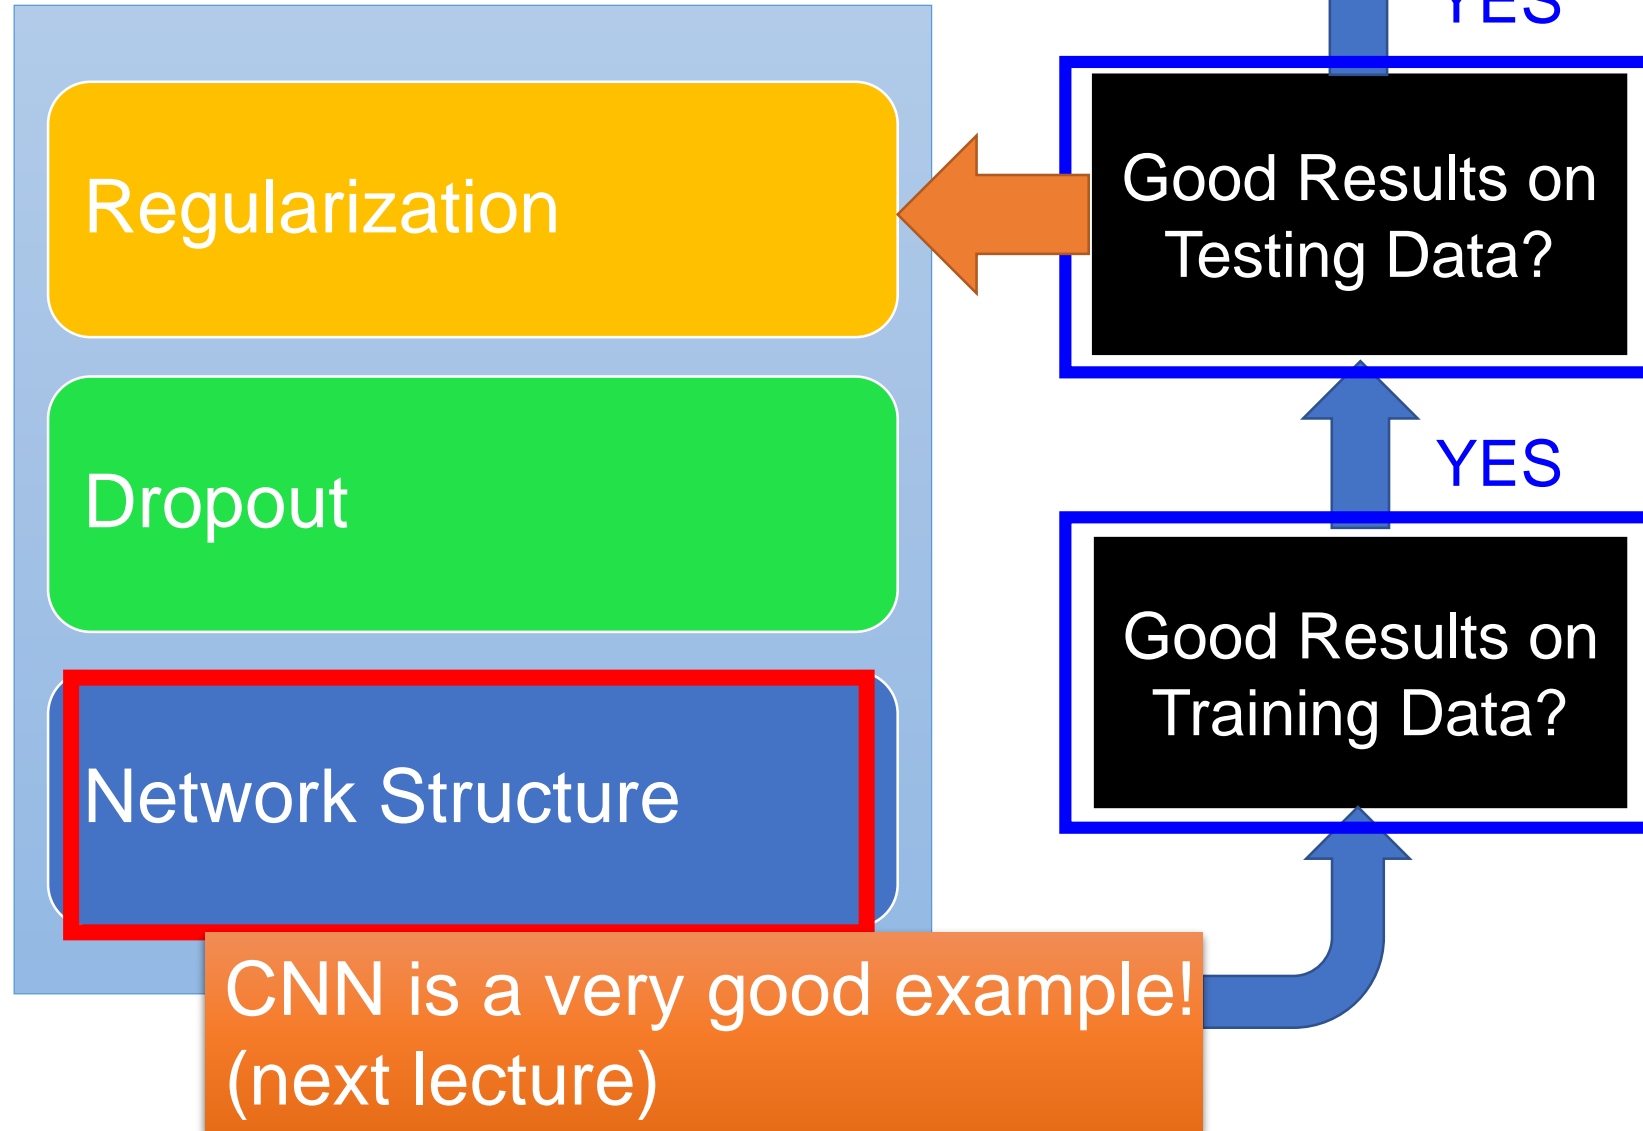 YES
Regularization
Good Results on
Testing Data?
Dropout
YES
Network Structure
Good Results on
Training Data?
CNN is a very good example!
(next lecture)